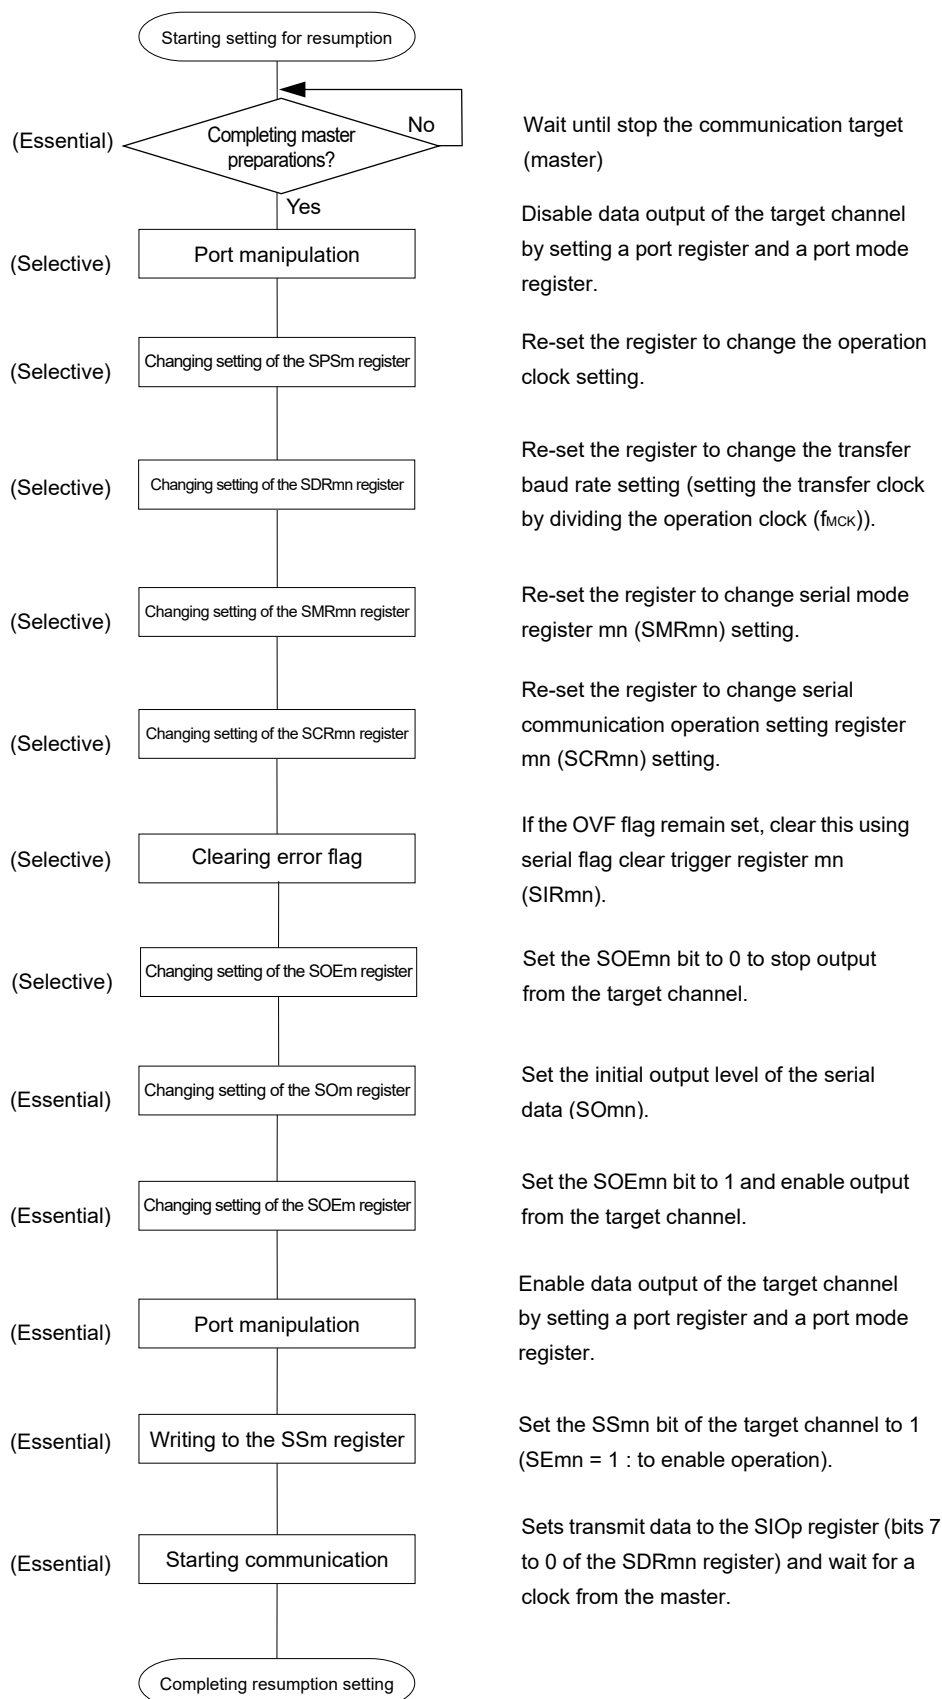 Starting setting for resumption
(Essential)
Completing master
preparations?
No
Yes
Wait until stop the communication target
(master)
(Selective)
Port manipulation
Disable data output of the target channel
by setting a port register and a port mode
register.
(Selective)
Changing setting of the SPSm register
Re-set the register to change the operation
clock setting.
(Selective)
Changing setting of the SDRmn register
Re-set the register to change the transfer
baud rate setting (setting the transfer clock
by dividing the operation clock (fMCK)).
(Selective)
Changing setting of the SMRmn register
Re-set the register to change serial mode
register mn (SMRmn) setting.
(Selective)
Changing setting of the SCRmn register
Re-set the register to change serial
communication operation setting register
mn (SCRmn) setting.
(Selective)
Clearing error flag
If the OVF flag remain set, clear this using
serial flag clear trigger register mn
(SIRmn).
(Selective)
Changing setting of the SOEm register
Set the SOEmn bit to 0 to stop output
from the target channel.
(Essential)
Changing setting of the SOm register
Set the initial output level of the serial
data (SOmn).
(Essential)
Changing setting of the SOEm register
Set the SOEmn bit to 1 and enable output
from the target channel.
(Essential)
Port manipulation
Enable data output of the target channel
by setting a port register and a port mode
register.
(Essential)
Writing to the SSm register
Set the SSmn bit of the target channel to 1
(SEmn = 1 : to enable operation).
(Essential)
Starting communication
Sets transmit data to the SIOp register (bits 7
to 0 of the SDRmn register) and wait for a
clock from the master.
Completing resumption setting